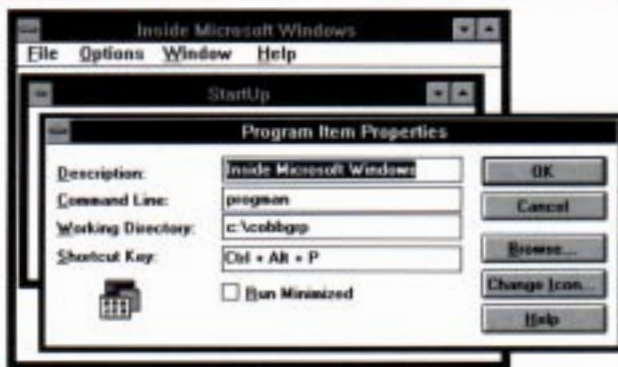 Inside Microsoft Windows
File Options Window Help
StartUp
Program Item Properties
Description: Inside Microsoft Windows
Command Line: progman
Working Directory: c:\cobbgrp
Shortcut Key: Ctrl + Alt + P
Run Minimized
OK
Cancel
Browse...
Change Icon...
Help